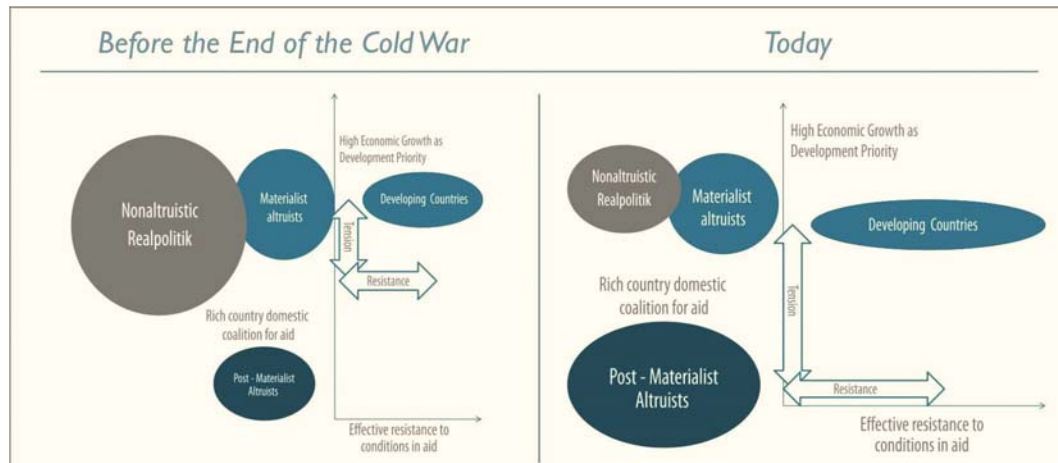 Before the End of the Cold War
Today
High Economic Growth as
Development Priority
Nonaltruistic
Realpolitik
Materialist
altruists
Developing Countries
Tension
Resistance
Rich country domestic
coalition for aid
Post - Materialist
Altruists
Effective resistance to
conditions in aid
High Economic Growth as
Development Priority
Nonaltruistic
Realpolitik
Materialist
altruists
Developing Countries
Tension
Rich country domestic
coalition for aid
Post - Materialist
Altruists
Resistance
Effective resistance to
conditions in aid